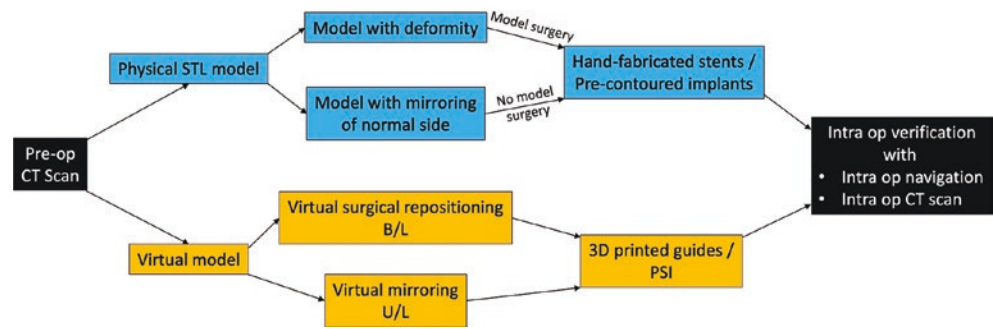 Pre-op
CT Scan
Physical STL model
Model with deformity
Model surgery
Model with mirroring
of normal side
No model
surgery
Hand-fabricated stents /
Pre-contoured implants
Virtual model
Virtual surgical repositioning
B/L
Virtual mirroring
U/L
3D printed guides /
PSI
Intra op verification
with
• Intra op navigation
• Intra op CT scan